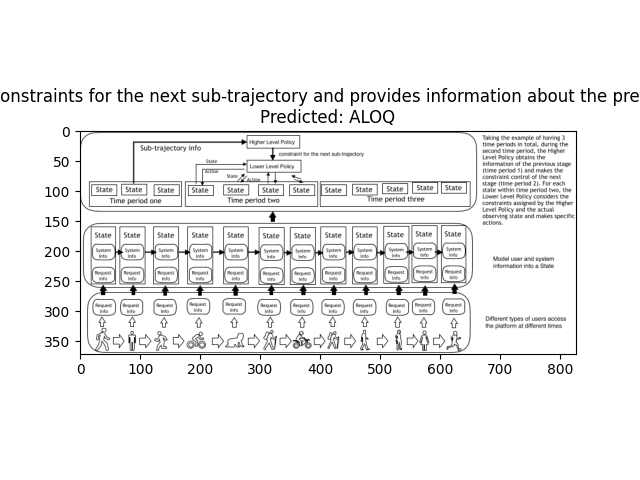 onstraints for the next sub-trajectory and provides information about the pre
Predicted: ALOQ
0
50
100
150
200
250
300
350
0
100
200
300
400
500
600
700
800
Higher Level Policy
Sub-trajectory info
constraint for the next sub-trajectory
State
Lower Level Policy
Action
State
Action
State State State State State State State State State State State State
Time period one
Time period two
Time period three
Taking the example of having 3
time periods in total, during the
second time period, the Higher
Level Policy obtains the
information of the previous stage
(time period 1) and makes the
constraint control of the next
stage (time period 2). For each
state within time period two, the
Lower Level Policy considers the
constraints assigned by the Higher
Level Policy and the actual
observing state and makes specific
actions.
State State State State State State State State State State State
System System System System System System System System System System System
Info Info Info Info Info Info Info Info Info Info Info
Request Request Request Request Request Request Request Request Request Request Request
Info Info Info Info Info Info Info Info Info Info Info
Model user and system
information into a State
Request Request Request Request Request Request Request Request Request Request Request
Info Info Info Info Info Info Info Info Info Info Info
Different types of users access
the platform at different times